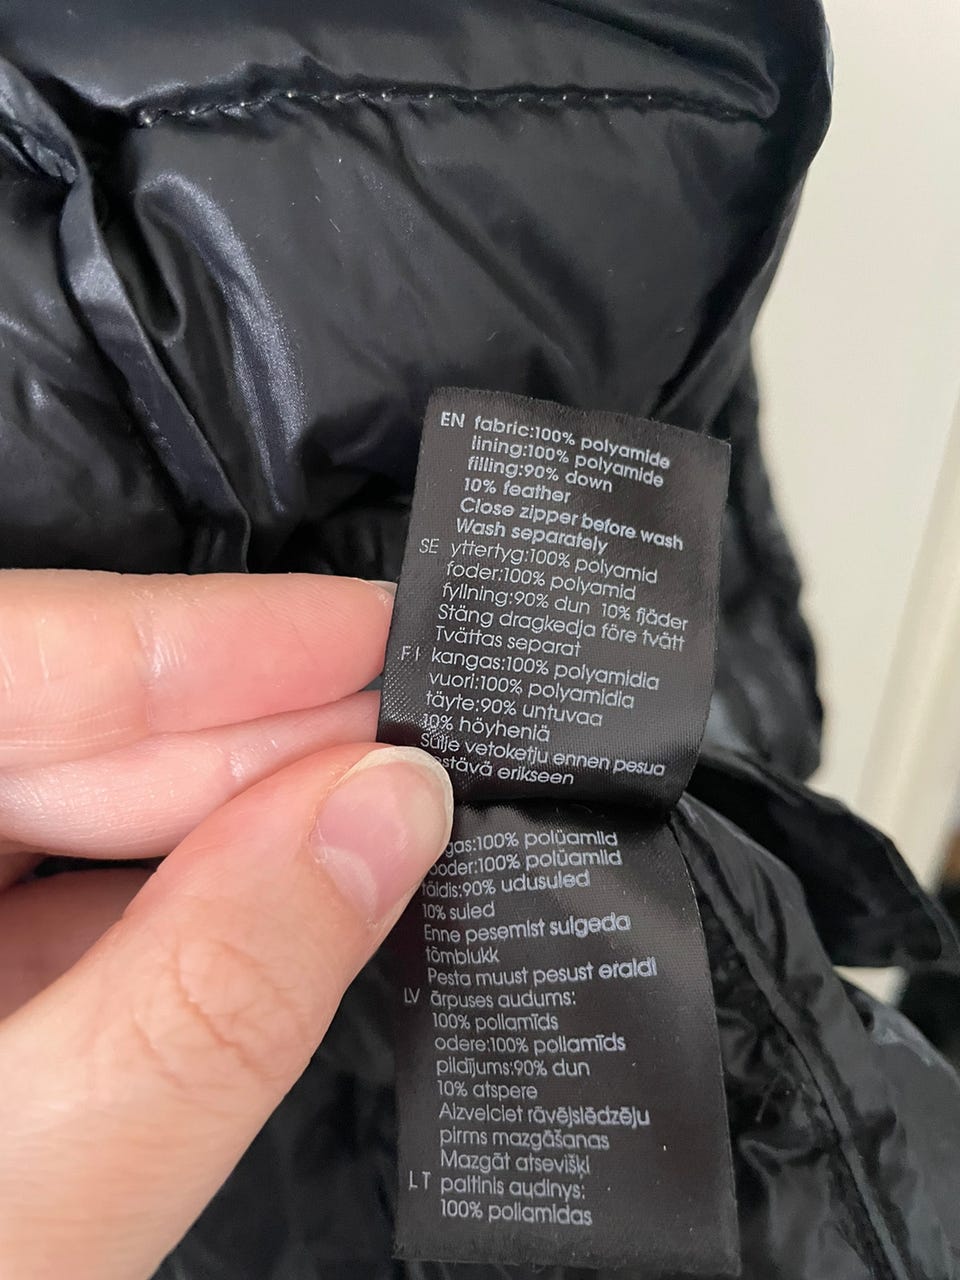 EN fabric:100% polyamide
lining:100% polyamide
filling:90% down
10% feather
Close zipper before wash
Wash separately
SE yttertyg:100% polyamid
foder:100% polyamid
fyllning:90% dun 10% fjäder
Stäng dragkedja före tvätt
Tvättas separat
FI kangas:100% polyamidia
vuori:100% polyamidia
täyte:90% untuvaa
10% höyheniä
Sulje vetoketju ennen pesua
erikseen
100% polüamiid
100% polüamiid
täidis:90% udusuled
10% suled
Enne pesemist sulgeda
tõmblukk
Pesta muust pesust eraldi
LV ārpuses audums:
100% poliamīds
odere:100% poliamīds
pildījums:90% dun
10% atspere
Aizvelciet rāvējslēdzēju
pirms mazgāšanas
Mazgāt atsevišķi
LT paltinis audinys:
100% poliamidas